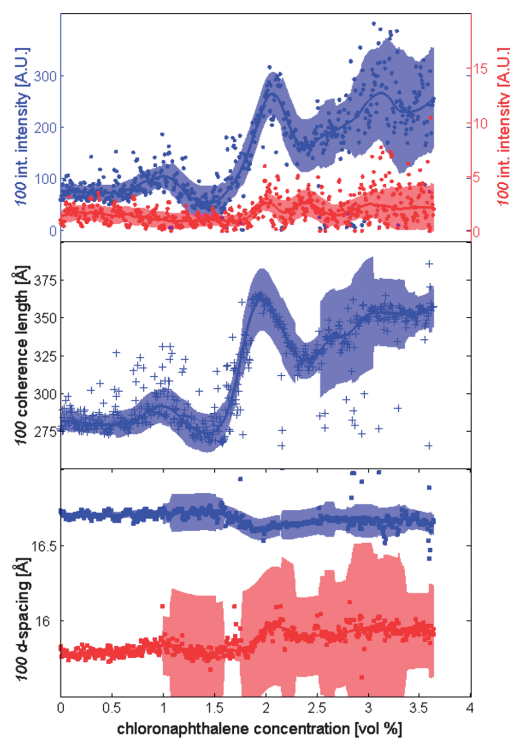 300
200
100
0
100 int. intensity [A.U.]
15
10
5
0
100 int. intensity [A.U.]
375
350
325
300
275
100 coherence length [Å]
16.5
16
100 d-spacing [Å]
0 0.5 1 1.5 2 2.5 3 3.5 4
chloronaphthalene concentration [vol %]